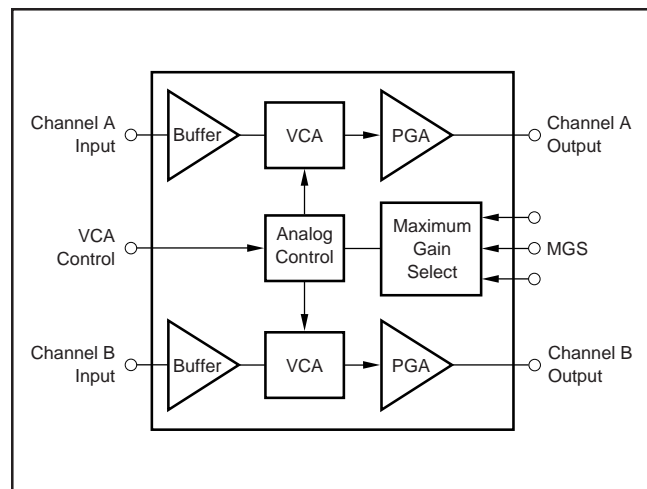 Channel A
Input
Buffer
VCA
PGA
Channel A
Output
VCA
Control
Analog
Control
Maximum
Gain
Select
MGS
Channel B
Input
Buffer
VCA
PGA
Channel B
Output